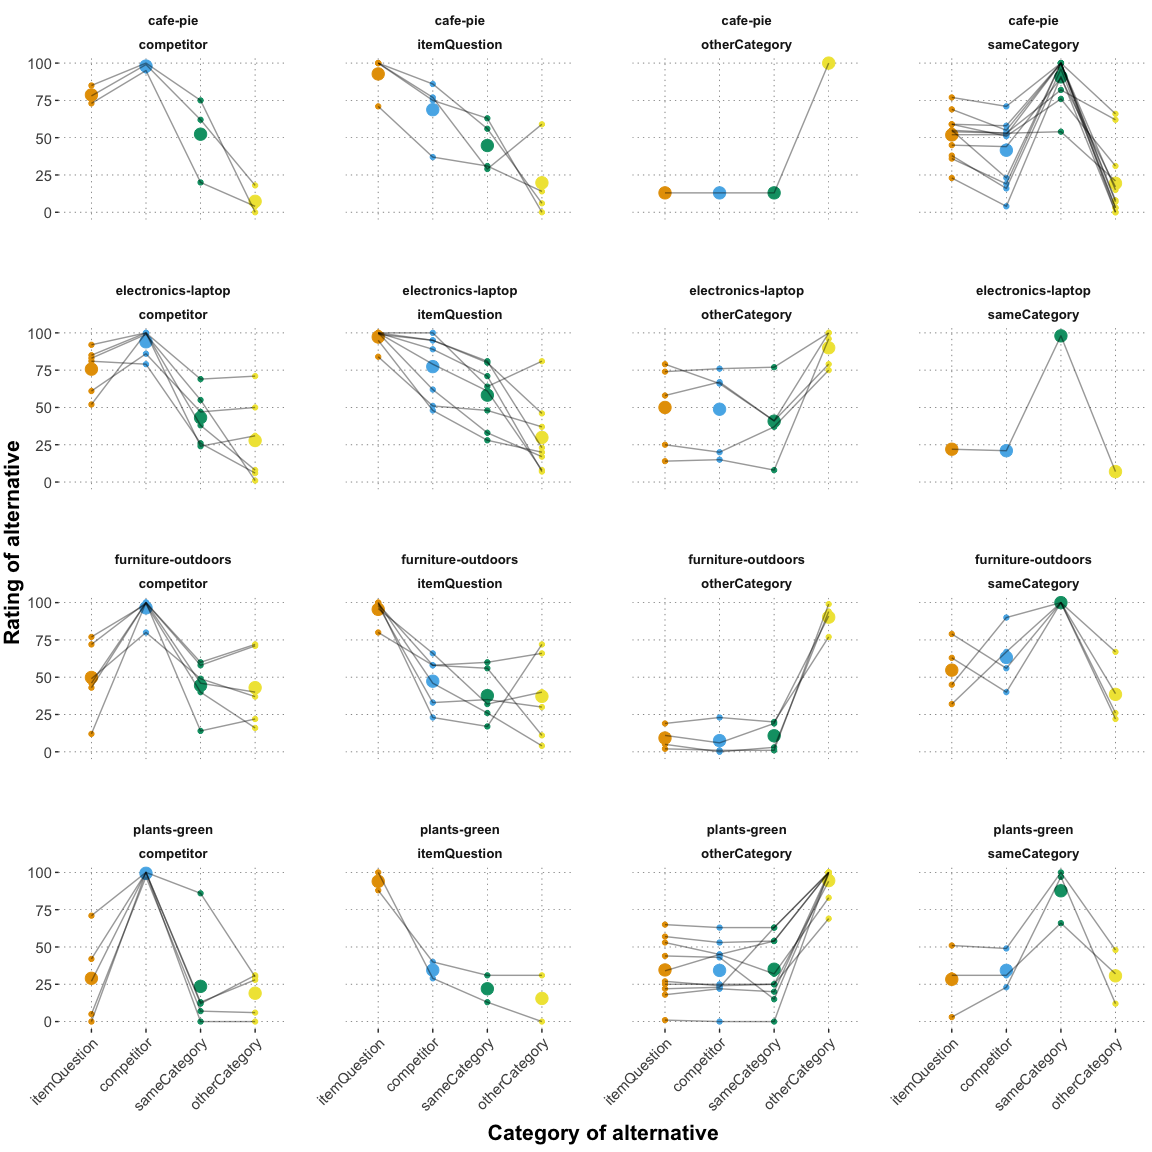 cafe-pie cafe-pie cafe-pie cafe-pie
competitor itemQuestion otherCategory sameCategory
100
75
50
25
0
electronics-laptop electronics-laptop electronics-laptop electronics-laptop
competitor itemQuestion otherCategory sameCategory
100
75
50
25
0
furniture-outdoors furniture-outdoors furniture-outdoors furniture-outdoors
competitor itemQuestion otherCategory sameCategory
100
75
50
25
0
plants-green plants-green plants-green plants-green
competitor itemQuestion otherCategory sameCategory
100
75
50
25
0
Rating of alternative
itemQuestion competitor sameCategory otherCategory itemQuestion competitor sameCategory otherCategory itemQuestion competitor sameCategory otherCategory itemQuestion competitor sameCategory otherCategory
Category of alternative